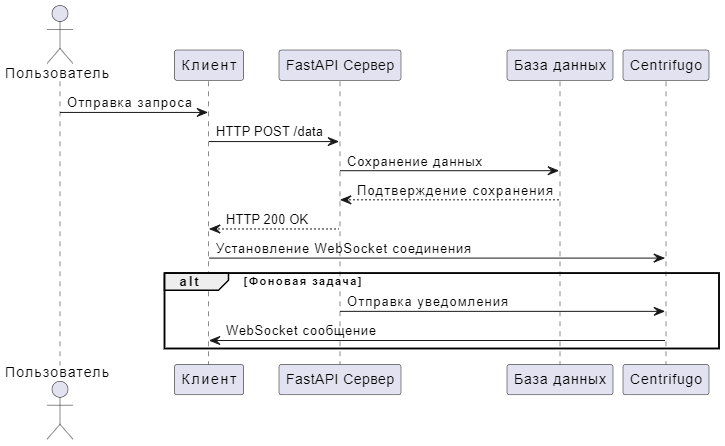 Пользователь
Клиент
FastAPI Сервер
База данных
Centrifugo
Отправка запроса
HTTP POST /data
Сохранение данных
Подтверждение сохранения
HTTP 200 OK
Установление WebSocket соединения
alt [Фоновая задача]
Отправка уведомления
WebSocket сообщение
Пользователь
Клиент
FastAPI Сервер
База данных
Centrifugo